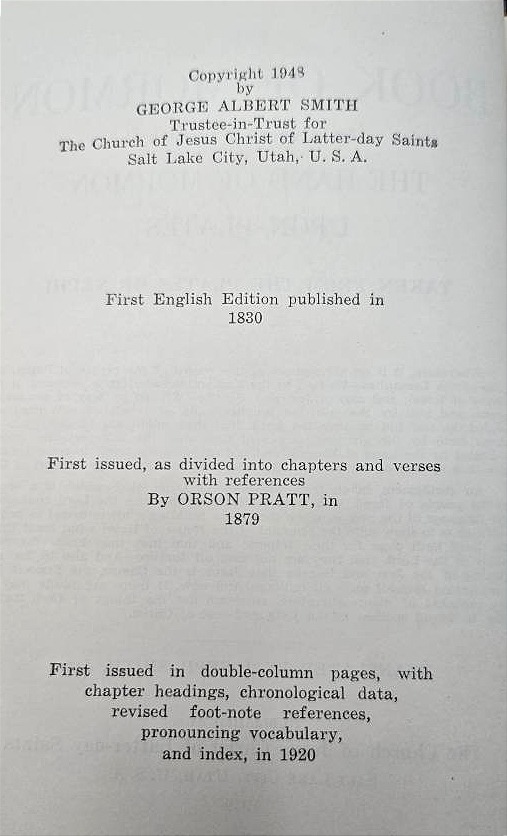 Copyright 1948
by
GEORGE ALBERT SMITH
Trustee-in-Trust for
The Church of Jesus Christ of Latter-day Saints
Salt Lake City, Utah, U. S. A.
First English Edition published in
1830
First issued, as divided into chapters and verses
with references
By ORSON PRATT, in
1879
First issued in double-column pages, with
chapter headings, chronological data,
revised foot-note references,
pronouncing vocabulary,
and index, in 1920